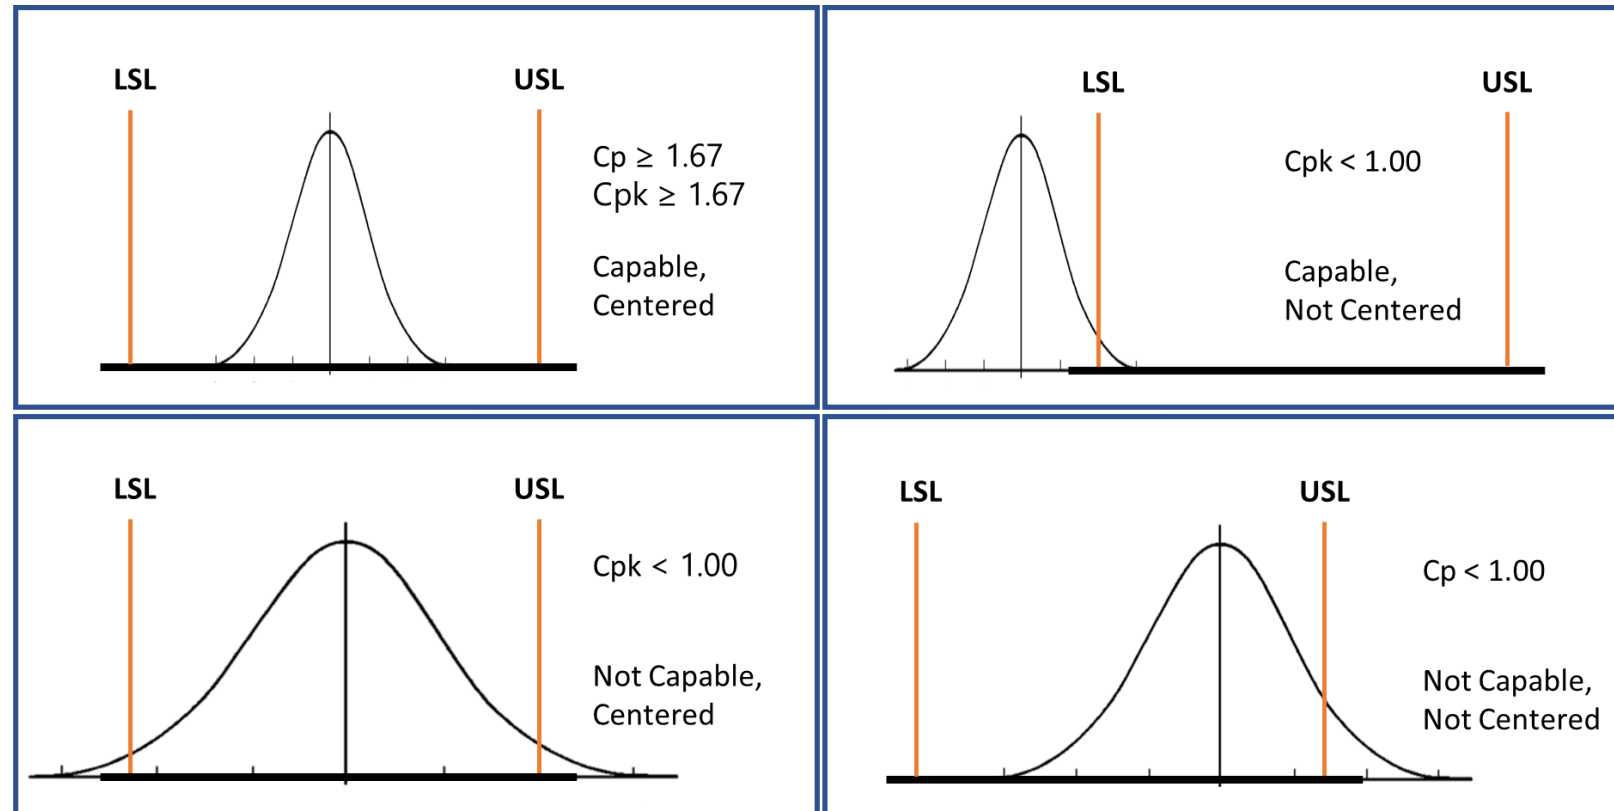 LSL
USL
Cp ≥ 1.67
Cpk ≥ 1.67
Capable,
Centered
LSL
USL
Cpk < 1.00
Capable,
Not Centered
LSL
USL
Cpk < 1.00
Not Capable,
Centered
LSL
USL
Cp < 1.00
Not Capable,
Not Centered